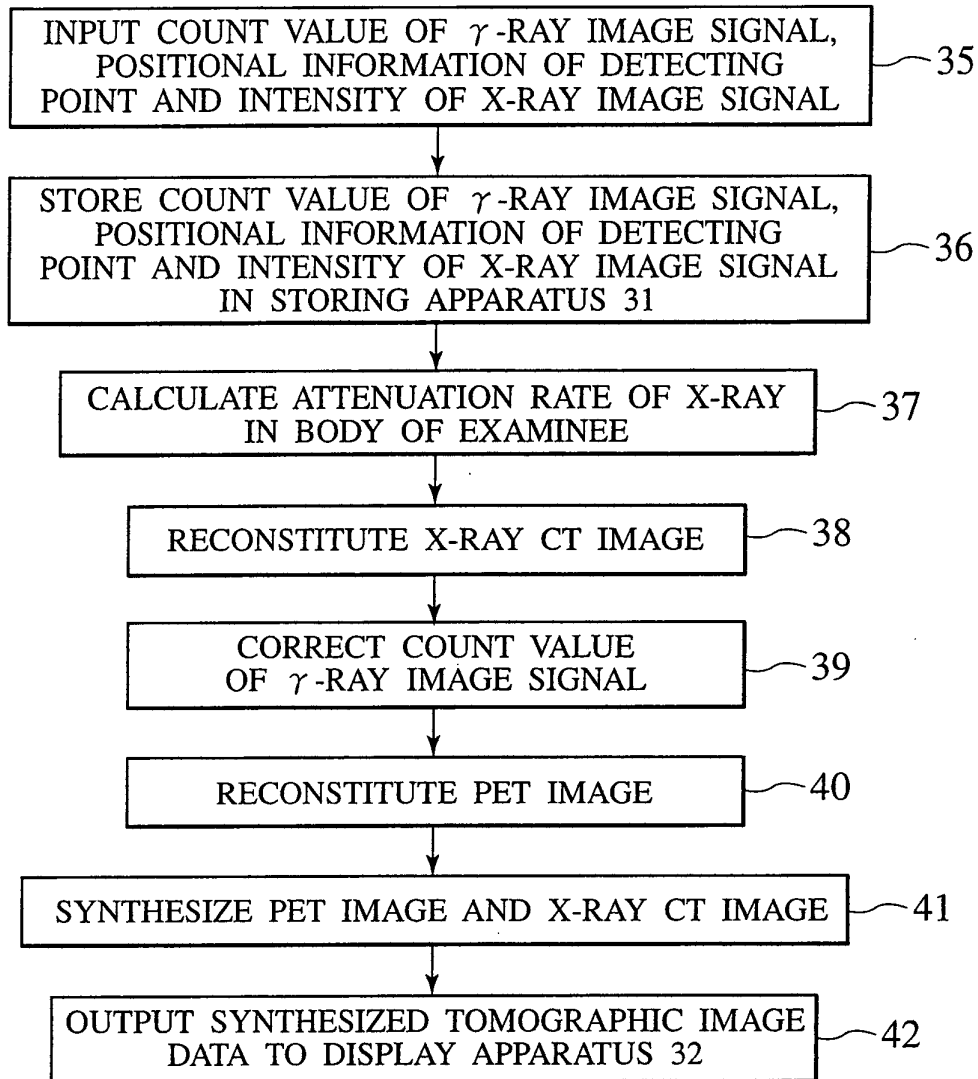 INPUT COUNT VALUE OF γ-RAY IMAGE SIGNAL,
POSITIONAL INFORMATION OF DETECTING
POINT AND INTENSITY OF X-RAY IMAGE SIGNAL
35
STORE COUNT VALUE OF γ-RAY IMAGE SIGNAL,
POSITIONAL INFORMATION OF DETECTING
POINT AND INTENSITY OF X-RAY IMAGE SIGNAL
IN STORING APPARATUS 31
36
CALCULATE ATTENUATION RATE OF X-RAY
IN BODY OF EXAMINEE
37
RECONSTITUTE X-RAY CT IMAGE
38
CORRECT COUNT VALUE
OF γ-RAY IMAGE SIGNAL
39
RECONSTITUTE PET IMAGE
40
SYNTHESIZE PET IMAGE AND X-RAY CT IMAGE
41
OUTPUT SYNTHESIZED TOMOGRAPHIC IMAGE
DATA TO DISPLAY APPARATUS 32
42